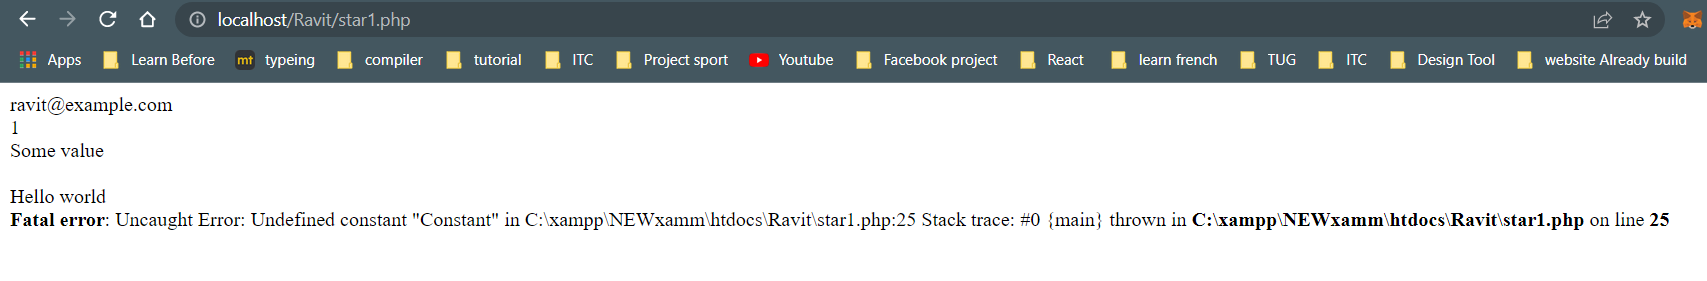 localhost/Ravit/star1.php
Apps Learn Before mt typeing compiler tutorial ITC Project sport Youtube Facebook project React learn french TUG ITC Design Tool website Already build
ravit@example.com
1
Some value
Hello world
Fatal error: Uncaught Error: Undefined constant "Constant" in C:\xampp\NEWxamm\htdocs\Ravit\star1.php:25 Stack trace: #0 {main} thrown in C:\xampp\NEWxamm\htdocs\Ravit\star1.php on line 25